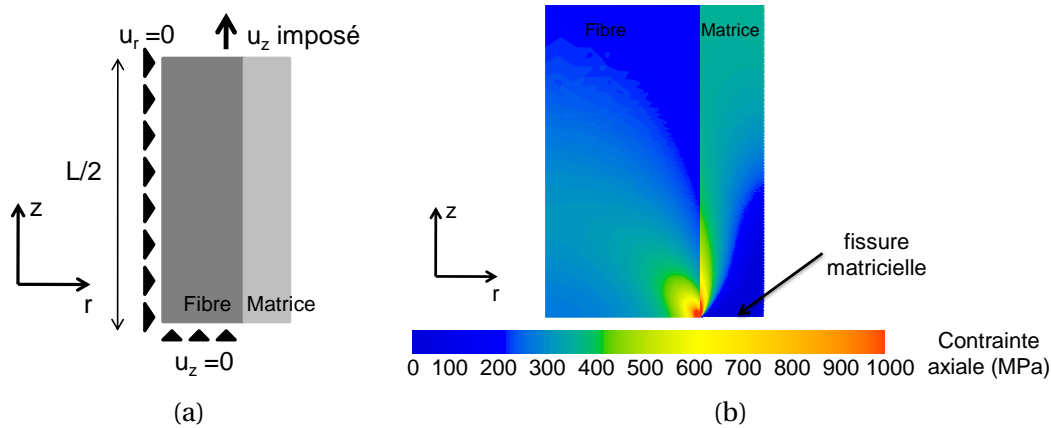 u_r =0
u_z imposé
L/2
z
r
Fibre
Matrice
u_z =0
(a)
Fibre
Matrice
z
r
fissure
matricielle
0 100 200 300 400 500 600 700 800 900 1000
Contrainte
axiale (MPa)
(b)